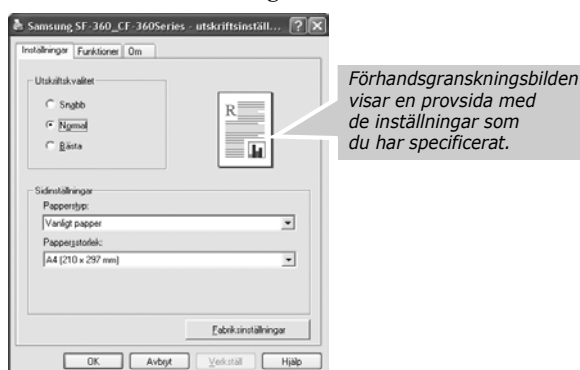 Samsung SF-360_CF-360Series - utskriftsinställ...
Inställningar Funktioner Om
Utskriftskvalitet
Snabb
Normal
Bästa
R
Sidinställningar
Papperstyp:
Vanligt papper
Pappersstorlek:
A4 (210 x 297 mm)
Fabriksinställningar
OK Avbryt Verkställ Hjälp
Förhandsgranskningsbilden
visar en provsida med
de inställningar som
du har specificerat.